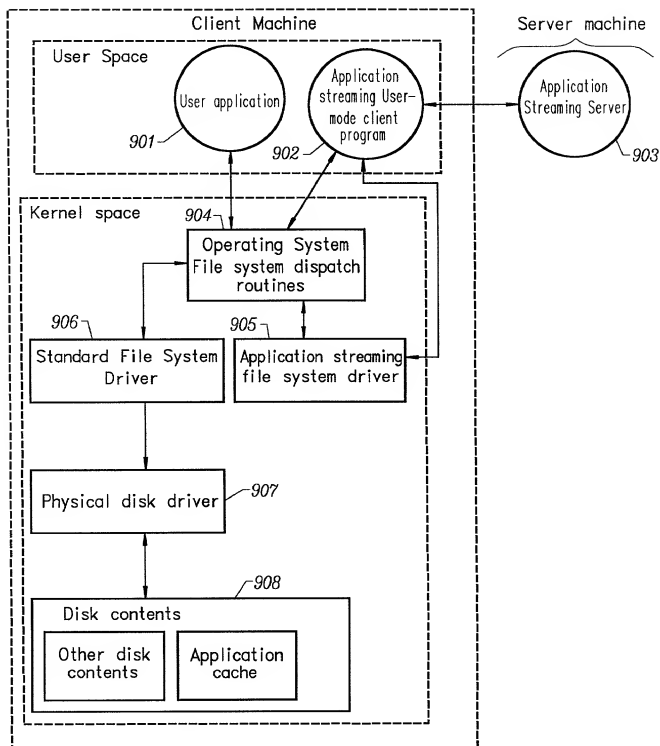 Client Machine
Server machine
User Space
User application
901
Application
streaming User-
mode client
program
902
Application
Streaming Server
903
Kernel space
904
Operating System
File system dispatch
routines
906
Standard File System
Driver
905
Application streaming
file system driver
Physical disk driver
907
908
Disk contents
Other disk
contents
Application
cache